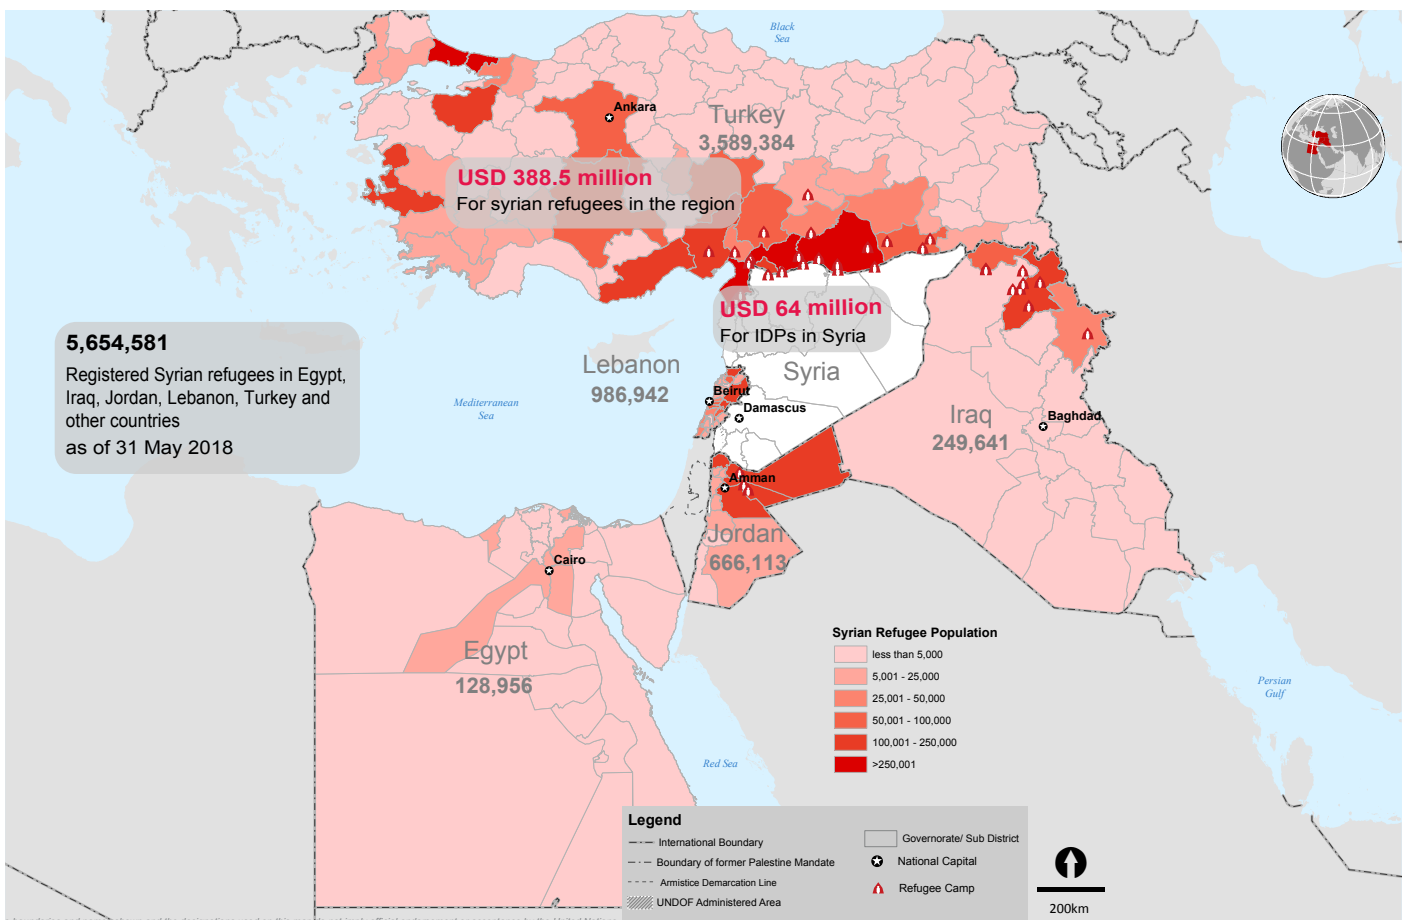 Black
Sea
Ankara
Turkey
3,589,384
USD 388.5 million
For syrian refugees in the region
USD 64 million
For IDPs in Syria
5,654,581
Registered Syrian refugees in Egypt,
Iraq, Jordan, Lebanon, Turkey and
other countries
as of 31 May 2018
Lebanon
986,942
Syria
Beirut
Damascus
Mediterranean
Sea
Iraq
249,641
Baghdad
Amman
Jordan
666,113
Cairo
Egypt
128,956
Red Sea
Persian
Gulf
Syrian Refugee Population
less than 5,000
5,001 - 25,000
25,001 - 50,000
50,001 - 100,000
100,001 - 250,000
>250,001
Legend
International Boundary
Boundary of former Palestine Mandate
Armistice Demarcation Line
UNDOF Administered Area
Governorate/ Sub District
National Capital
Refugee Camp
200km